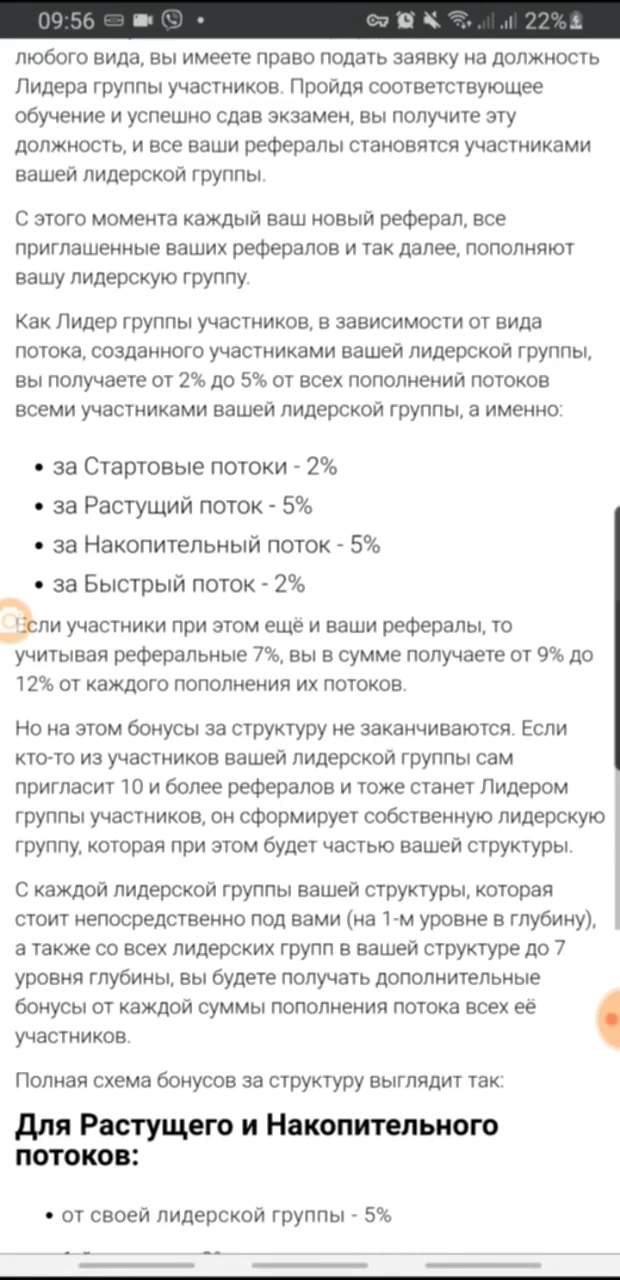 09:56
22%
любого вида, вы имеете право подать заявку на должность
Лидера группы участников. Пройдя соответствующее
обучение и успешно сдав экзамен, вы получите эту
должность, и все ваши рефералы становятся участниками
вашей лидерской группы.
С этого момента каждый ваш новый реферал, все
приглашенные ваших рефералов и так далее, пополняют
вашу лидерскую группу.
Как Лидер группы участников, в зависимости от вида
потока, созданного участниками вашей лидерской группы,
вы получаете от 2% до 5% от всех пополнений потоков
всеми участниками вашей лидерской группы, а именно:
• за Стартовые потоки - 2%
• за Растущий поток - 5%
• за Накопительный поток - 5%
• за Быстрый поток - 2%
Если участники при этом ещё и ваши рефералы, то
учитывая реферальные 7%, вы в сумме получаете от 9% до
12% от каждого пополнения их потоков.
Но на этом бонусы за структуру не заканчиваются. Если
кто-то из участников вашей лидерской группы сам
пригласит 10 и более рефералов и тоже станет Лидером
группы участников, он сформирует собственную лидерскую
группу, которая при этом будет частью вашей структуры.
С каждой лидерской группы вашей структуры, которая
стоит непосредственно под вами (на 1-м уровне в глубину),
а также со всех лидерских групп в вашей структуре до 7
уровня глубины, вы будете получать дополнительные
бонусы от каждой суммы пополнения потока всех её
участников.
Полная схема бонусов за структуру выглядит так:
Для Растущего и Накопительного
потоков:
• от своей лидерской группы - 5%